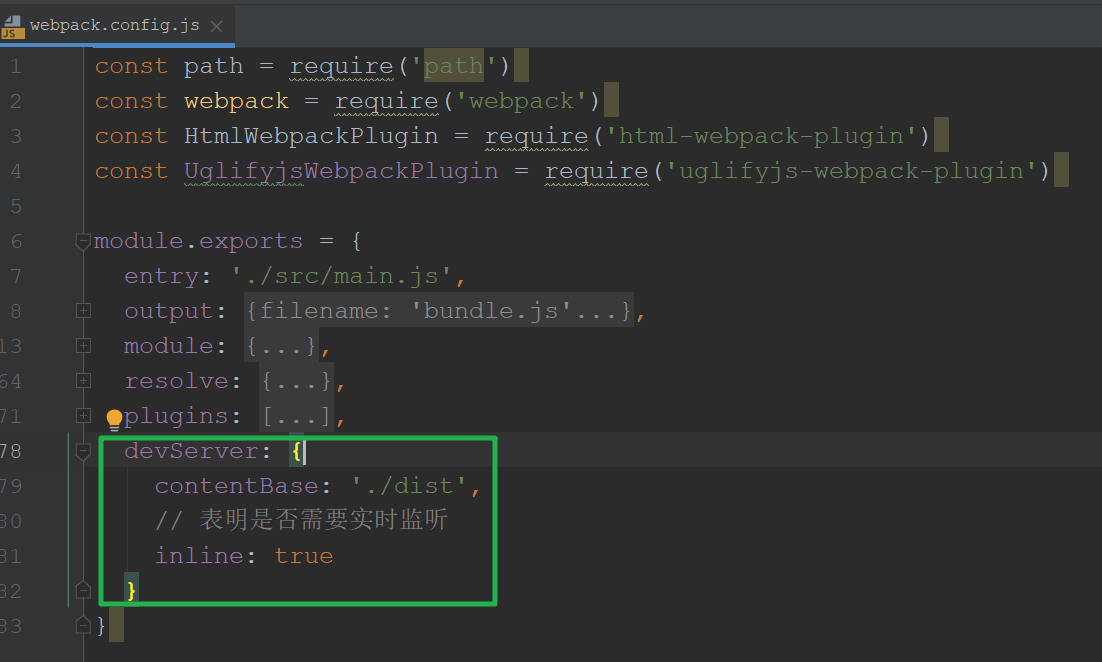 JS webpack.config.js
1 const path = require('path')
2 const webpack = require('webpack')
3 const HtmlWebpackPlugin = require('html-webpack-plugin')
4 const UglifyjsWebpackPlugin = require('uglifyjs-webpack-plugin')
5
6 module.exports = {
7 entry: './src/main.js',
8 output: {filename: 'bundle.js'...},
13 module: {...},
64 resolve: {...},
71 plugins: [...],
78 devServer: {
79 contentBase: './dist',
80 // 表明是否需要实时监听
81 inline: true
82 }
83 }